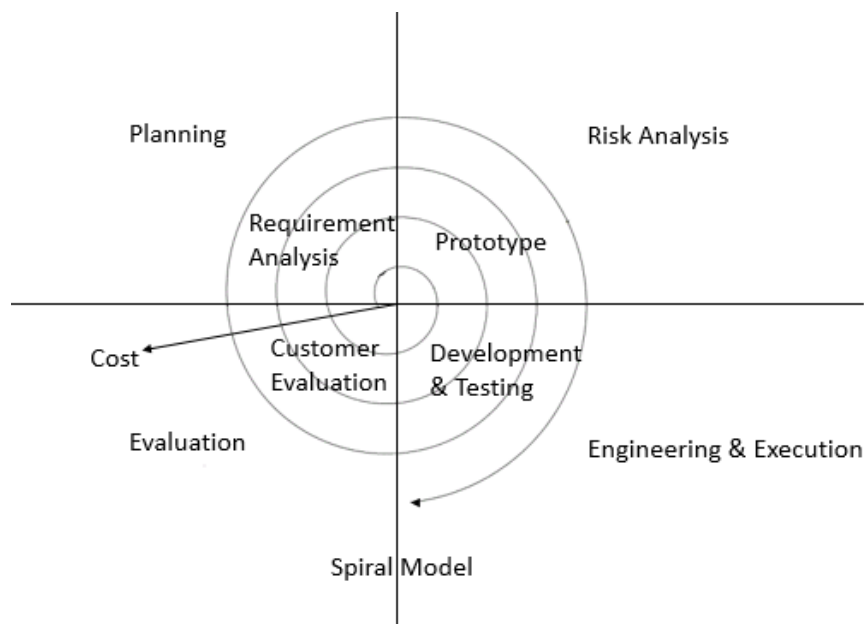 Planning
Risk Analysis
Requirement
Analysis
Prototype
Cost
Customer
Evaluation
Development
& Testing
Evaluation
Engineering & Execution
Spiral Model